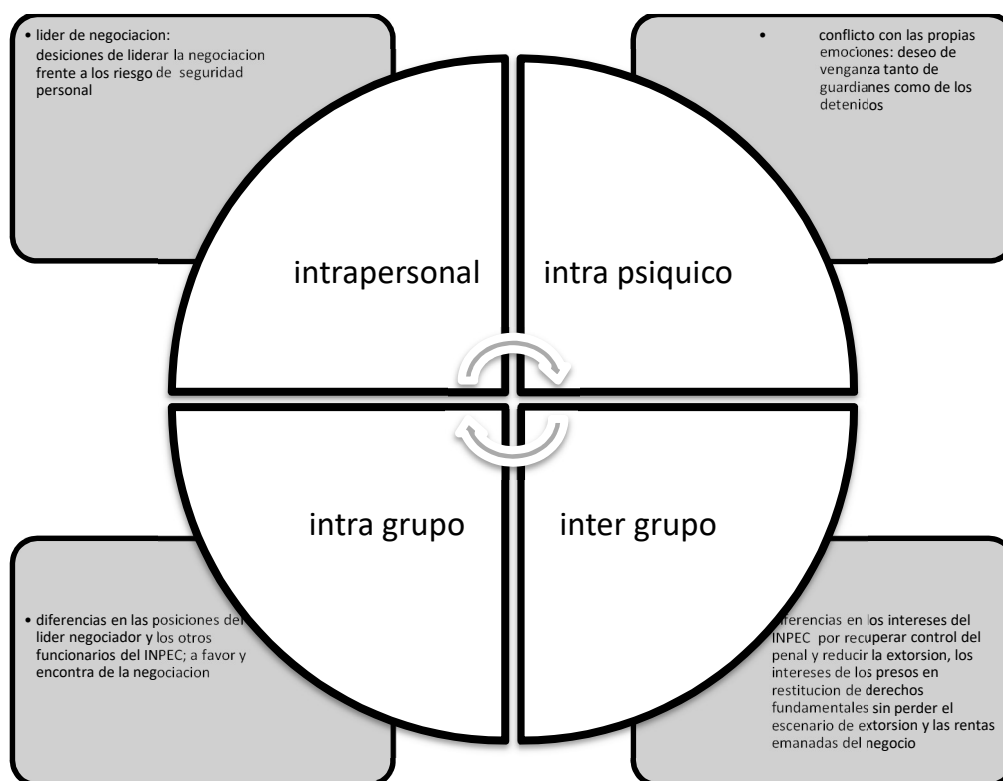 • lider de negociacion:
desiciones de liderar la negociacion
frente a los riesgo de seguridad
personal
• conflicto con las propias
emociones: deseo de
venganza tanto de
guardianes como de los
detenidos
intrapersonal
intra psiquico
intra grupo
inter grupo
• diferencias en las posiciones del
lider negociador y los otros
funcionarios del INPEC; a favor y
encontra de la negociacion
iferencias en los intereses del
INPEC por recuperar control del
penal y reducir la extorsion, los
intereses de los presos en
restitucion de derechos
fundamentales sin perder el
escenario de extorsion y las rentas
emanadas del negocio